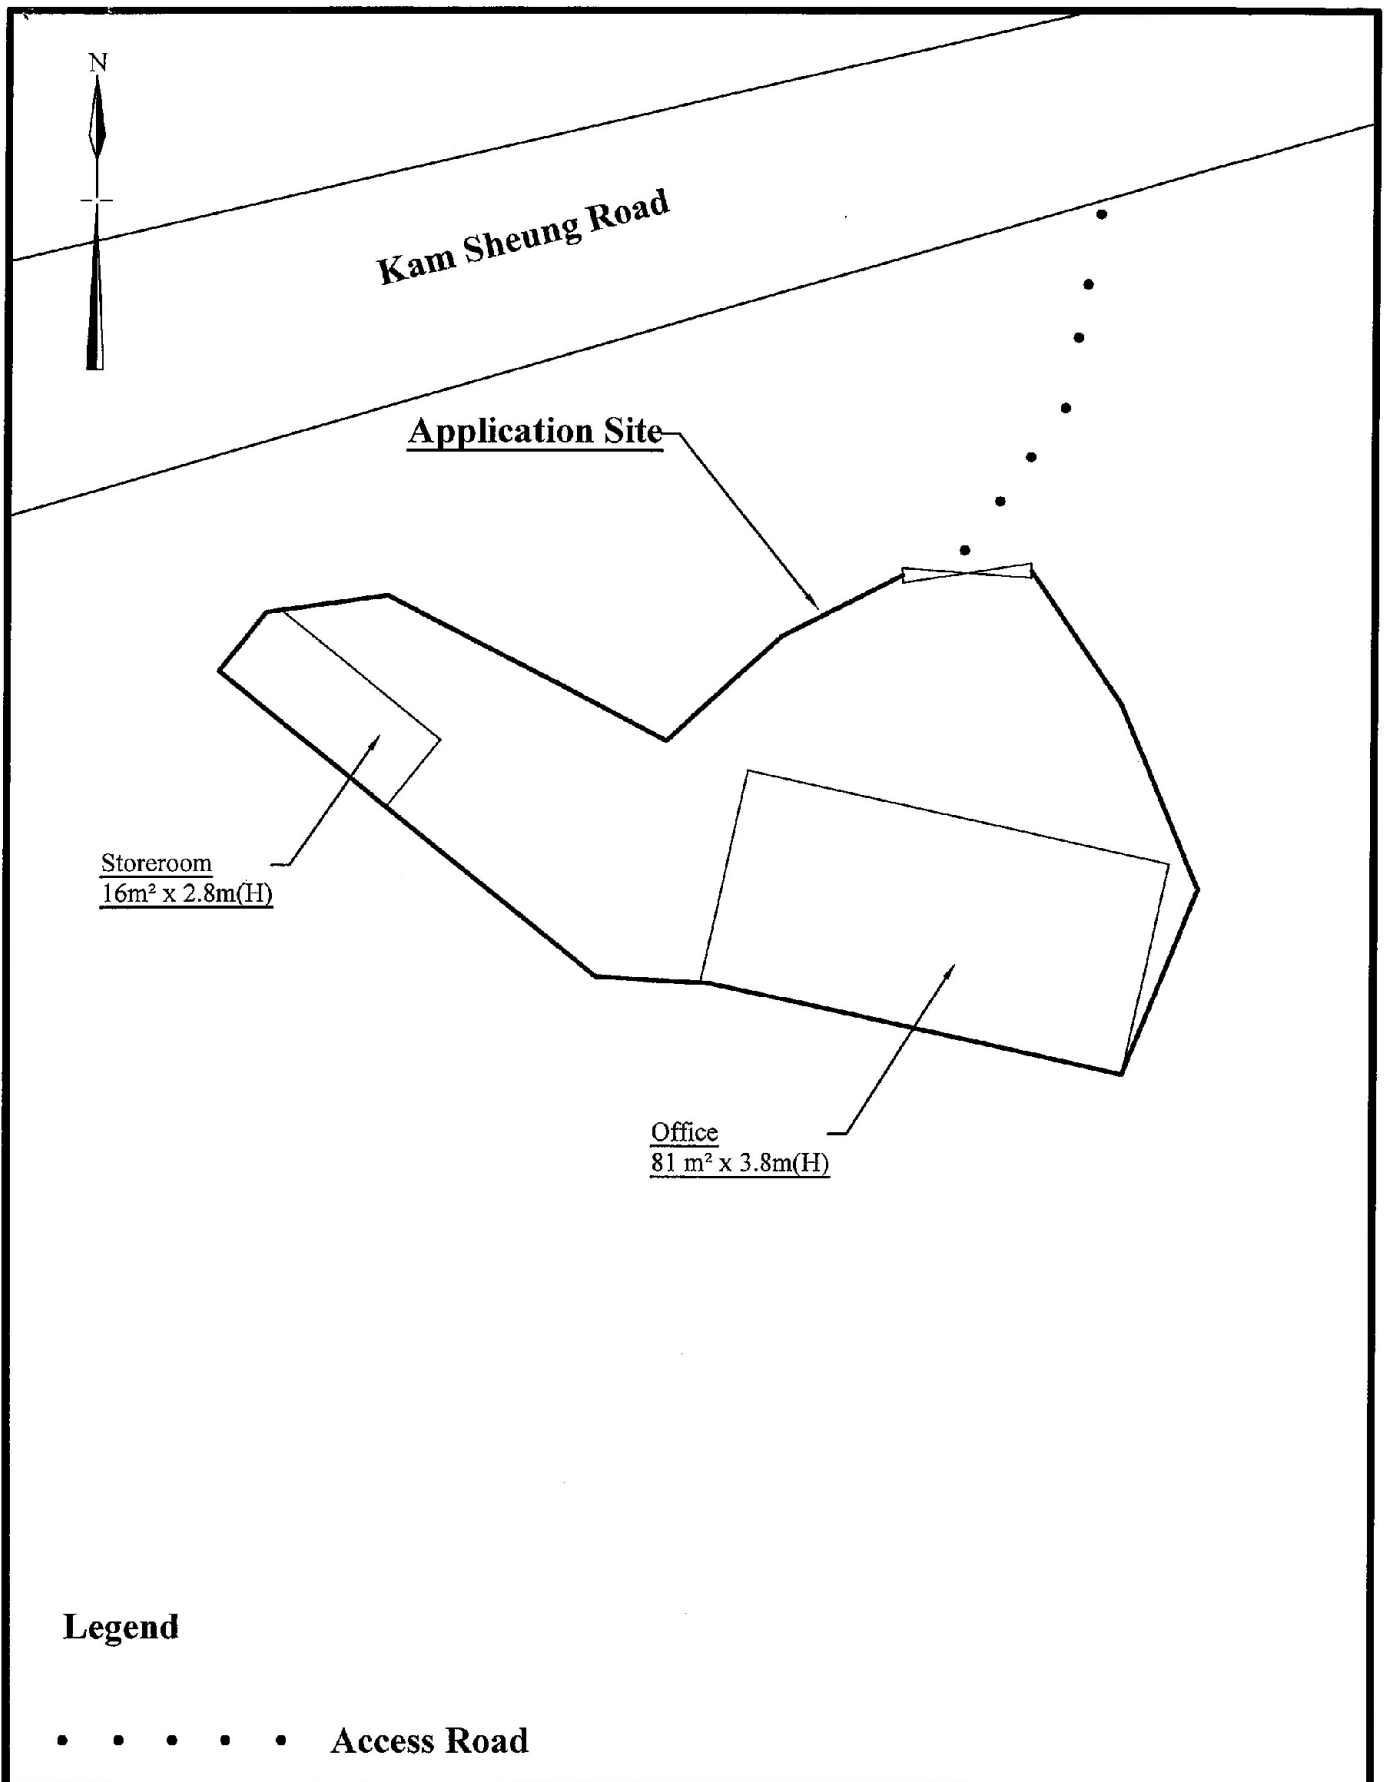 N
Kam Sheung Road
Application Site
Storeroom
16m² x 2.8m(H)
Office
81 m² x 3.8m(H)
Legend
Access Road